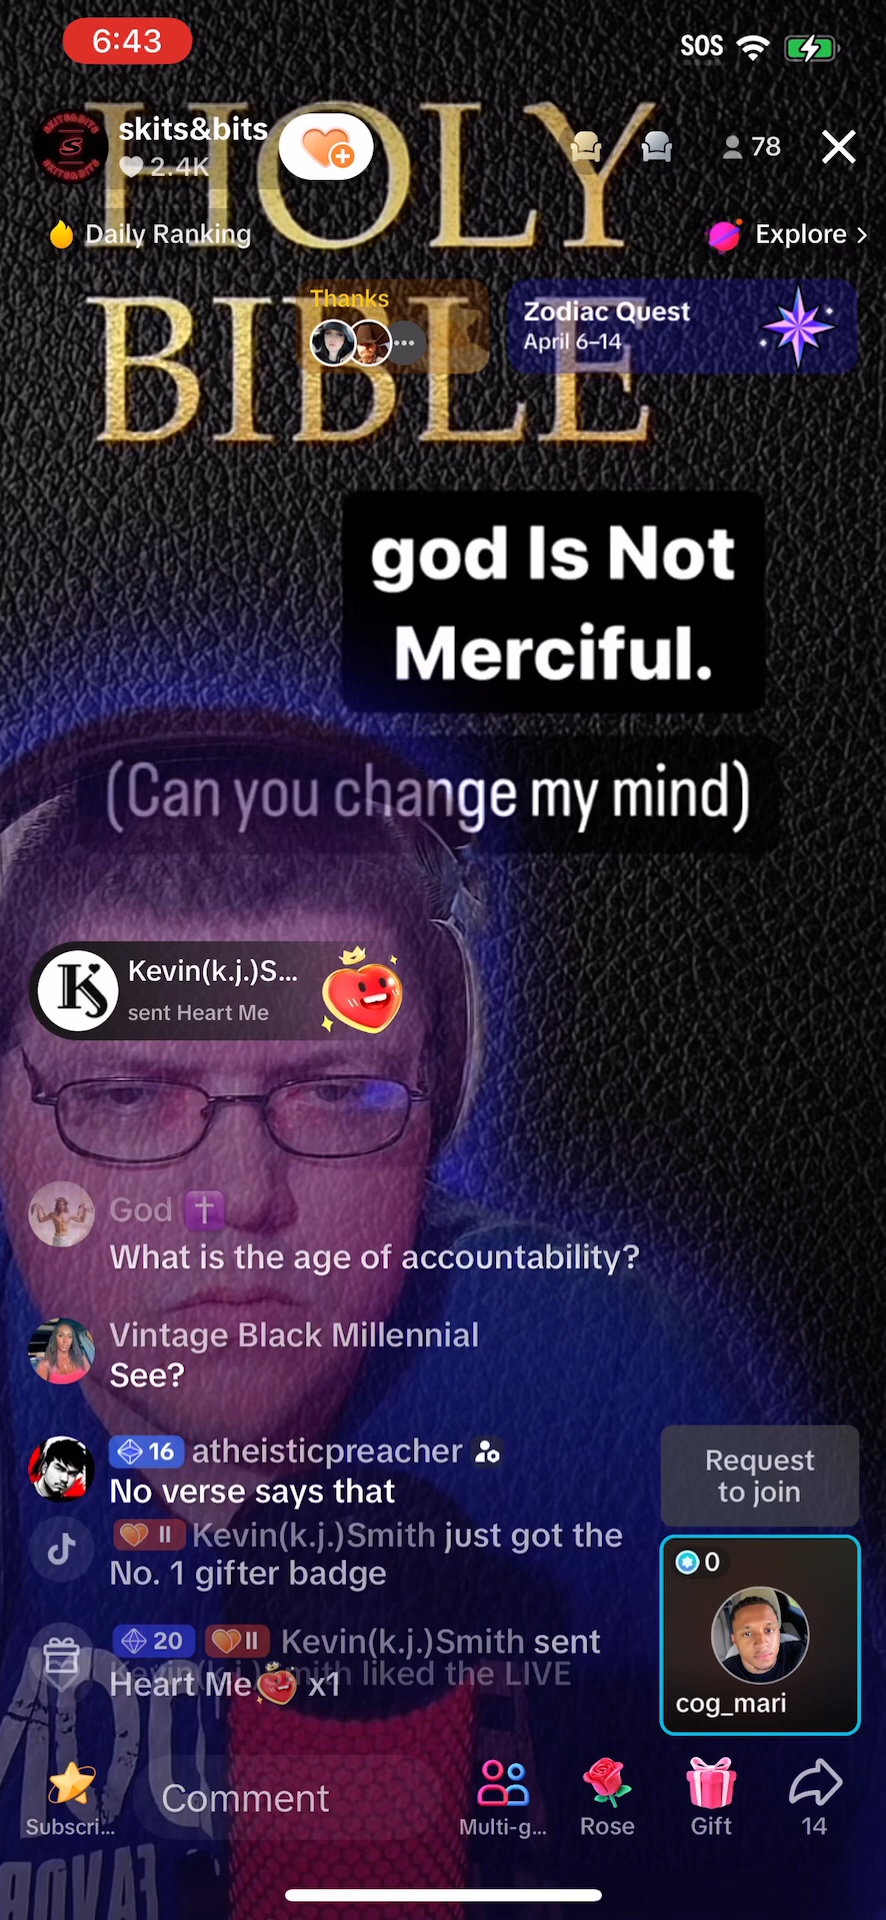 6:43
SOS
HOLY
BIBLE
skits&bits
2.4K
78
Daily Ranking
Explore >
Thanks
Zodiac Quest
April 6–14
god Is Not
Merciful.
(Can you change my mind)
Kevin(k.j.)S...
sent Heart Me
God
What is the age of accountability?
Vintage Black Millennial
See?
16 atheisticpreacher
No verse says that
II Kevin(k.j.)Smith just got the
No. 1 gifter badge
Request
to join
0
cog_mari
20 II Kevin(k.j.)Smith sent
Heart Me x1
Kevin(k.j.)Smith liked the LIVE
Subscri...
Comment
Multi-g...
Rose
Gift
14